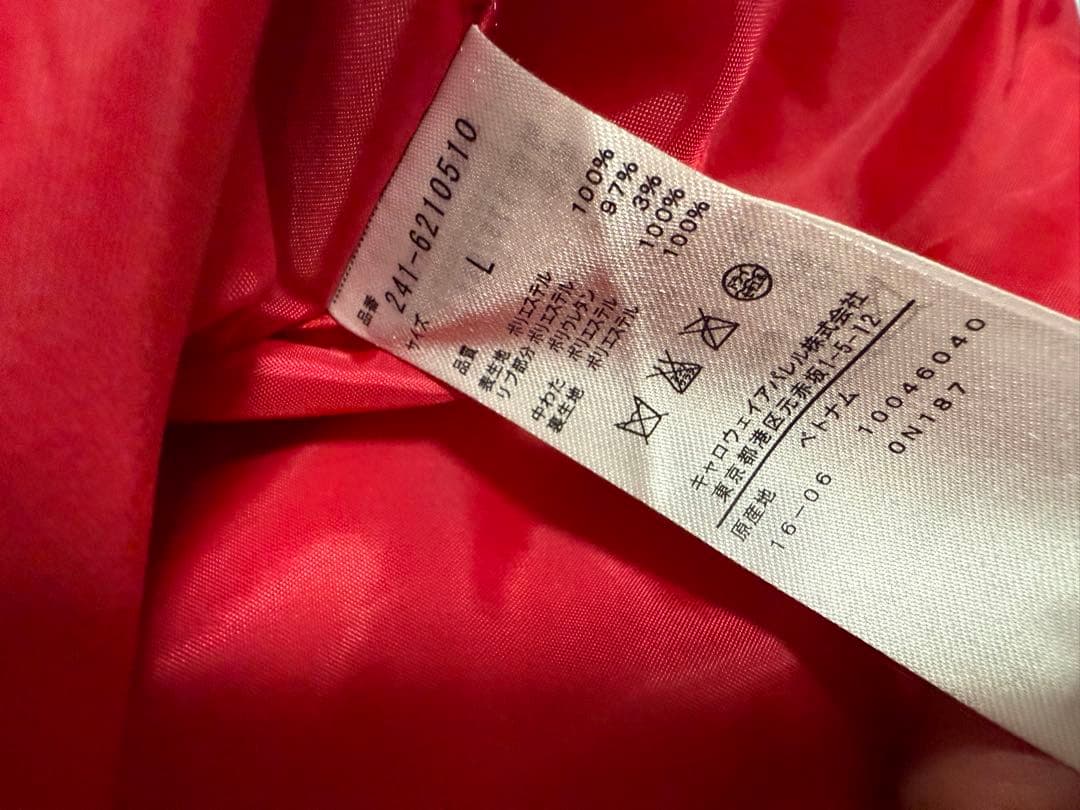 品番 241-6210510
サイズ L
品質
表生地 ポリエステル 100%
リブ部分 ポリエステル 97%
ポリウレタン 3%
中わた ポリエステル 100%
裏生地 ポリエステル 100%
キャロウェイアパレル株式会社
東京都港区元赤坂1-5-12
原産地 ベトナム
16-06 10046040
0N187